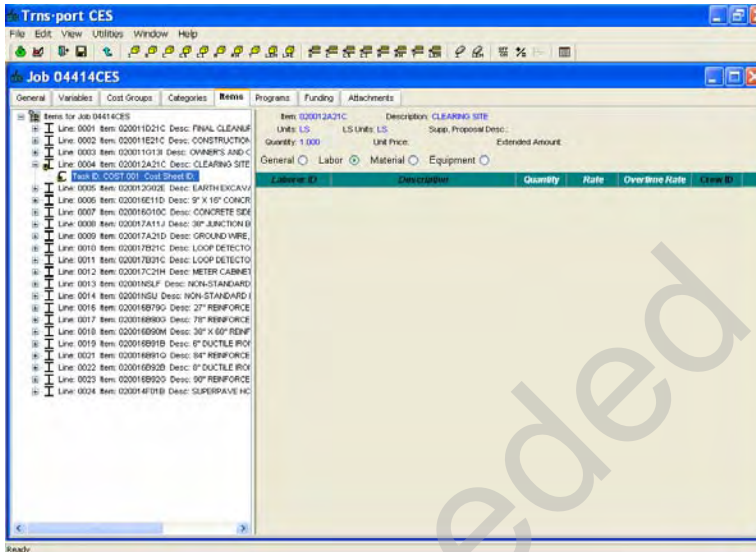 Trns·port CES
File Edit View Utilities Window Help
Job 04414CES
General Variables Cost Groups Categories Items Programs Funding Attachments
Items for Job 04414CES
Line: 0001 Item: 020011D21C Desc: FINAL CLEANUP
Line: 0002 Item: 020011E21C Desc: CONSTRUCTION
Line: 0003 Item: 020011G13I Desc: OWNER'S AND C
Line: 0004 Item: 020012A21C Desc: CLEARING SITE
Task ID: COST 001 Cost Sheet ID:
Line: 0005 Item: 020012G02E Desc: EARTH EXCAVA
Line: 0006 Item: 020016E11D Desc: 9" X 16" CONCR
Line: 0007 Item: 020016G10C Desc: CONCRETE SIDE
Line: 0008 Item: 020017A11J Desc: 38" JUNCTION B
Line: 0009 Item: 020017A21D Desc: GROUND WIRE,
Line: 0010 Item: 020017B21C Desc: LOOP DETECTO
Line: 0011 Item: 020017B31C Desc: LOOP DETECTO
Line: 0012 Item: 020017C21H Desc: METER CABINET
Line: 0013 Item: 02001NSLF Desc: NON-STANDARD
Line: 0014 Item: 02001NSU Desc: NON-STANDARD I
Line: 0016 Item: 020016B79G Desc: 27" REINFORCE
Line: 0017 Item: 020016B90G Desc: 78" REINFORCE
Line: 0018 Item: 020016B90M Desc: 38" X 60" REINF
Line: 0019 Item: 020016B91B Desc: 6" DUCTILE IRON
Line: 0021 Item: 020016B91G Desc: 84" REINFORCE
Line: 0022 Item: 020016B92B Desc: 8" DUCTILE IRON
Line: 0023 Item: 020016B92G Desc: 90" REINFORCE
Line: 0024 Item: 020014F01B Desc: SUPERPAVE HO
Item: 020012A21C Description: CLEARING SITE
Units: LS LS Units: LS Supp. Proposal Desc.:
Quantity: 1.000 Unit Price: Extended Amount:
General Labor Material Equipment
Laborer ID Description Quantity Rate Overtime Rate Crew ID
Ready